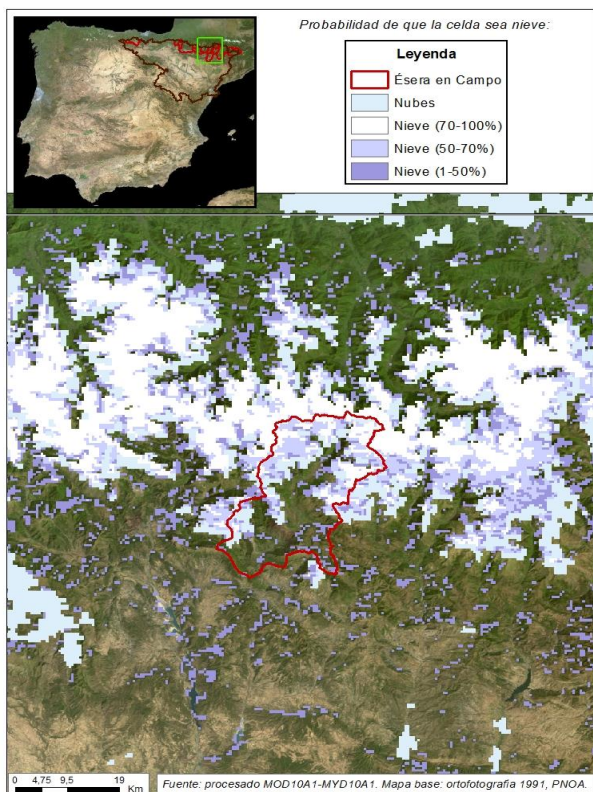 Probabilidad de que la celda sea nieve:
Leyenda
Ésera en Campo
Nubes
Nieve (70-100%)
Nieve (50-70%)
Nieve (1-50%)
0 4,75 9,5 19
Km
Fuente: procesado MOD10A1-MYD10A1. Mapa base: ortofotografía 1991, PNOA.